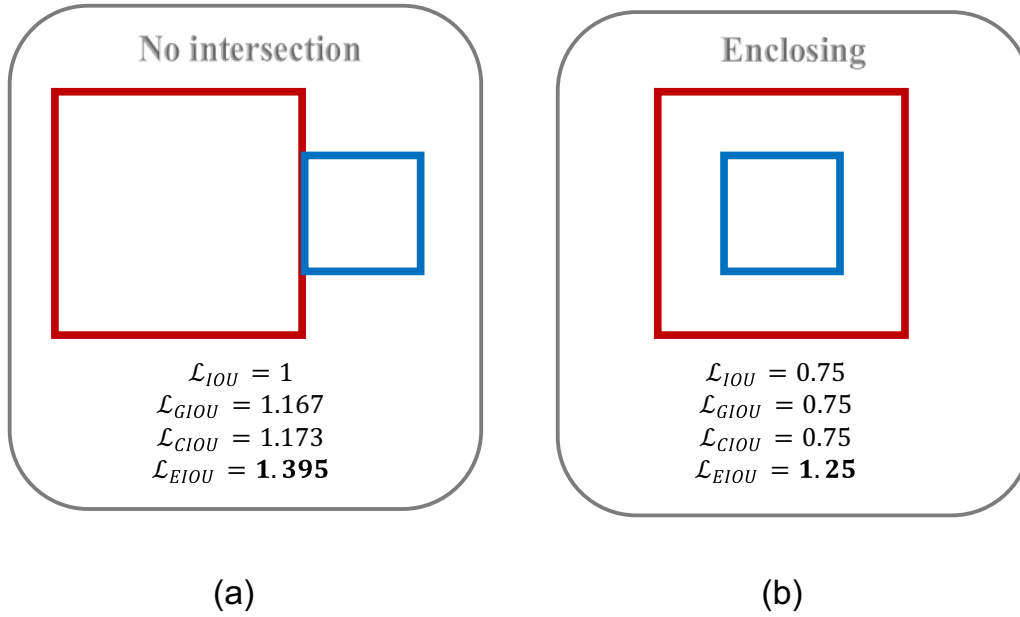 No intersection
ℒ_IOU = 1
ℒ_GIOU = 1.167
ℒ_CIOU = 1.173
ℒ_EIOU = 1.395
(a)
Enclosing
ℒ_IOU = 0.75
ℒ_GIOU = 0.75
ℒ_CIOU = 0.75
ℒ_EIOU = 1.25
(b)